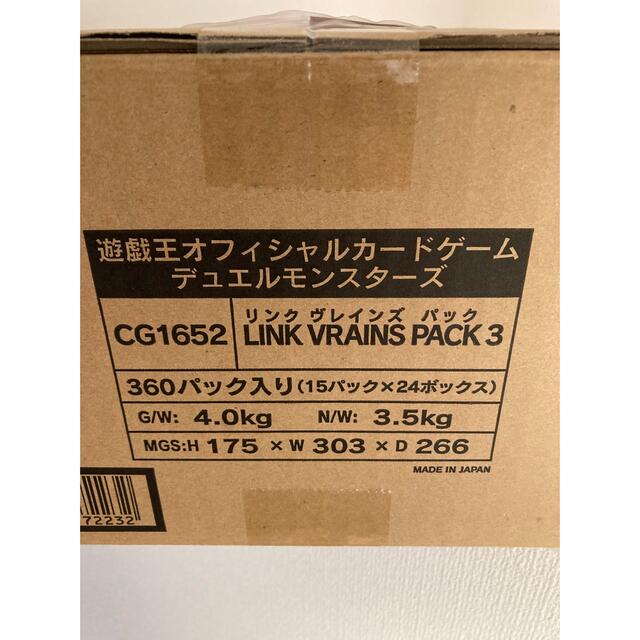 遊戯王オフィシャルカードゲーム
デュエルモンスターズ
リンク ヴレインズ パック
CG1652 LINK VRAINS PACK 3
360パック入り(15パック×24ボックス)
G/W: 4.0kg N/W: 3.5kg
MGS:H 175 × W 303 × D 266
MADE IN JAPAN
72232